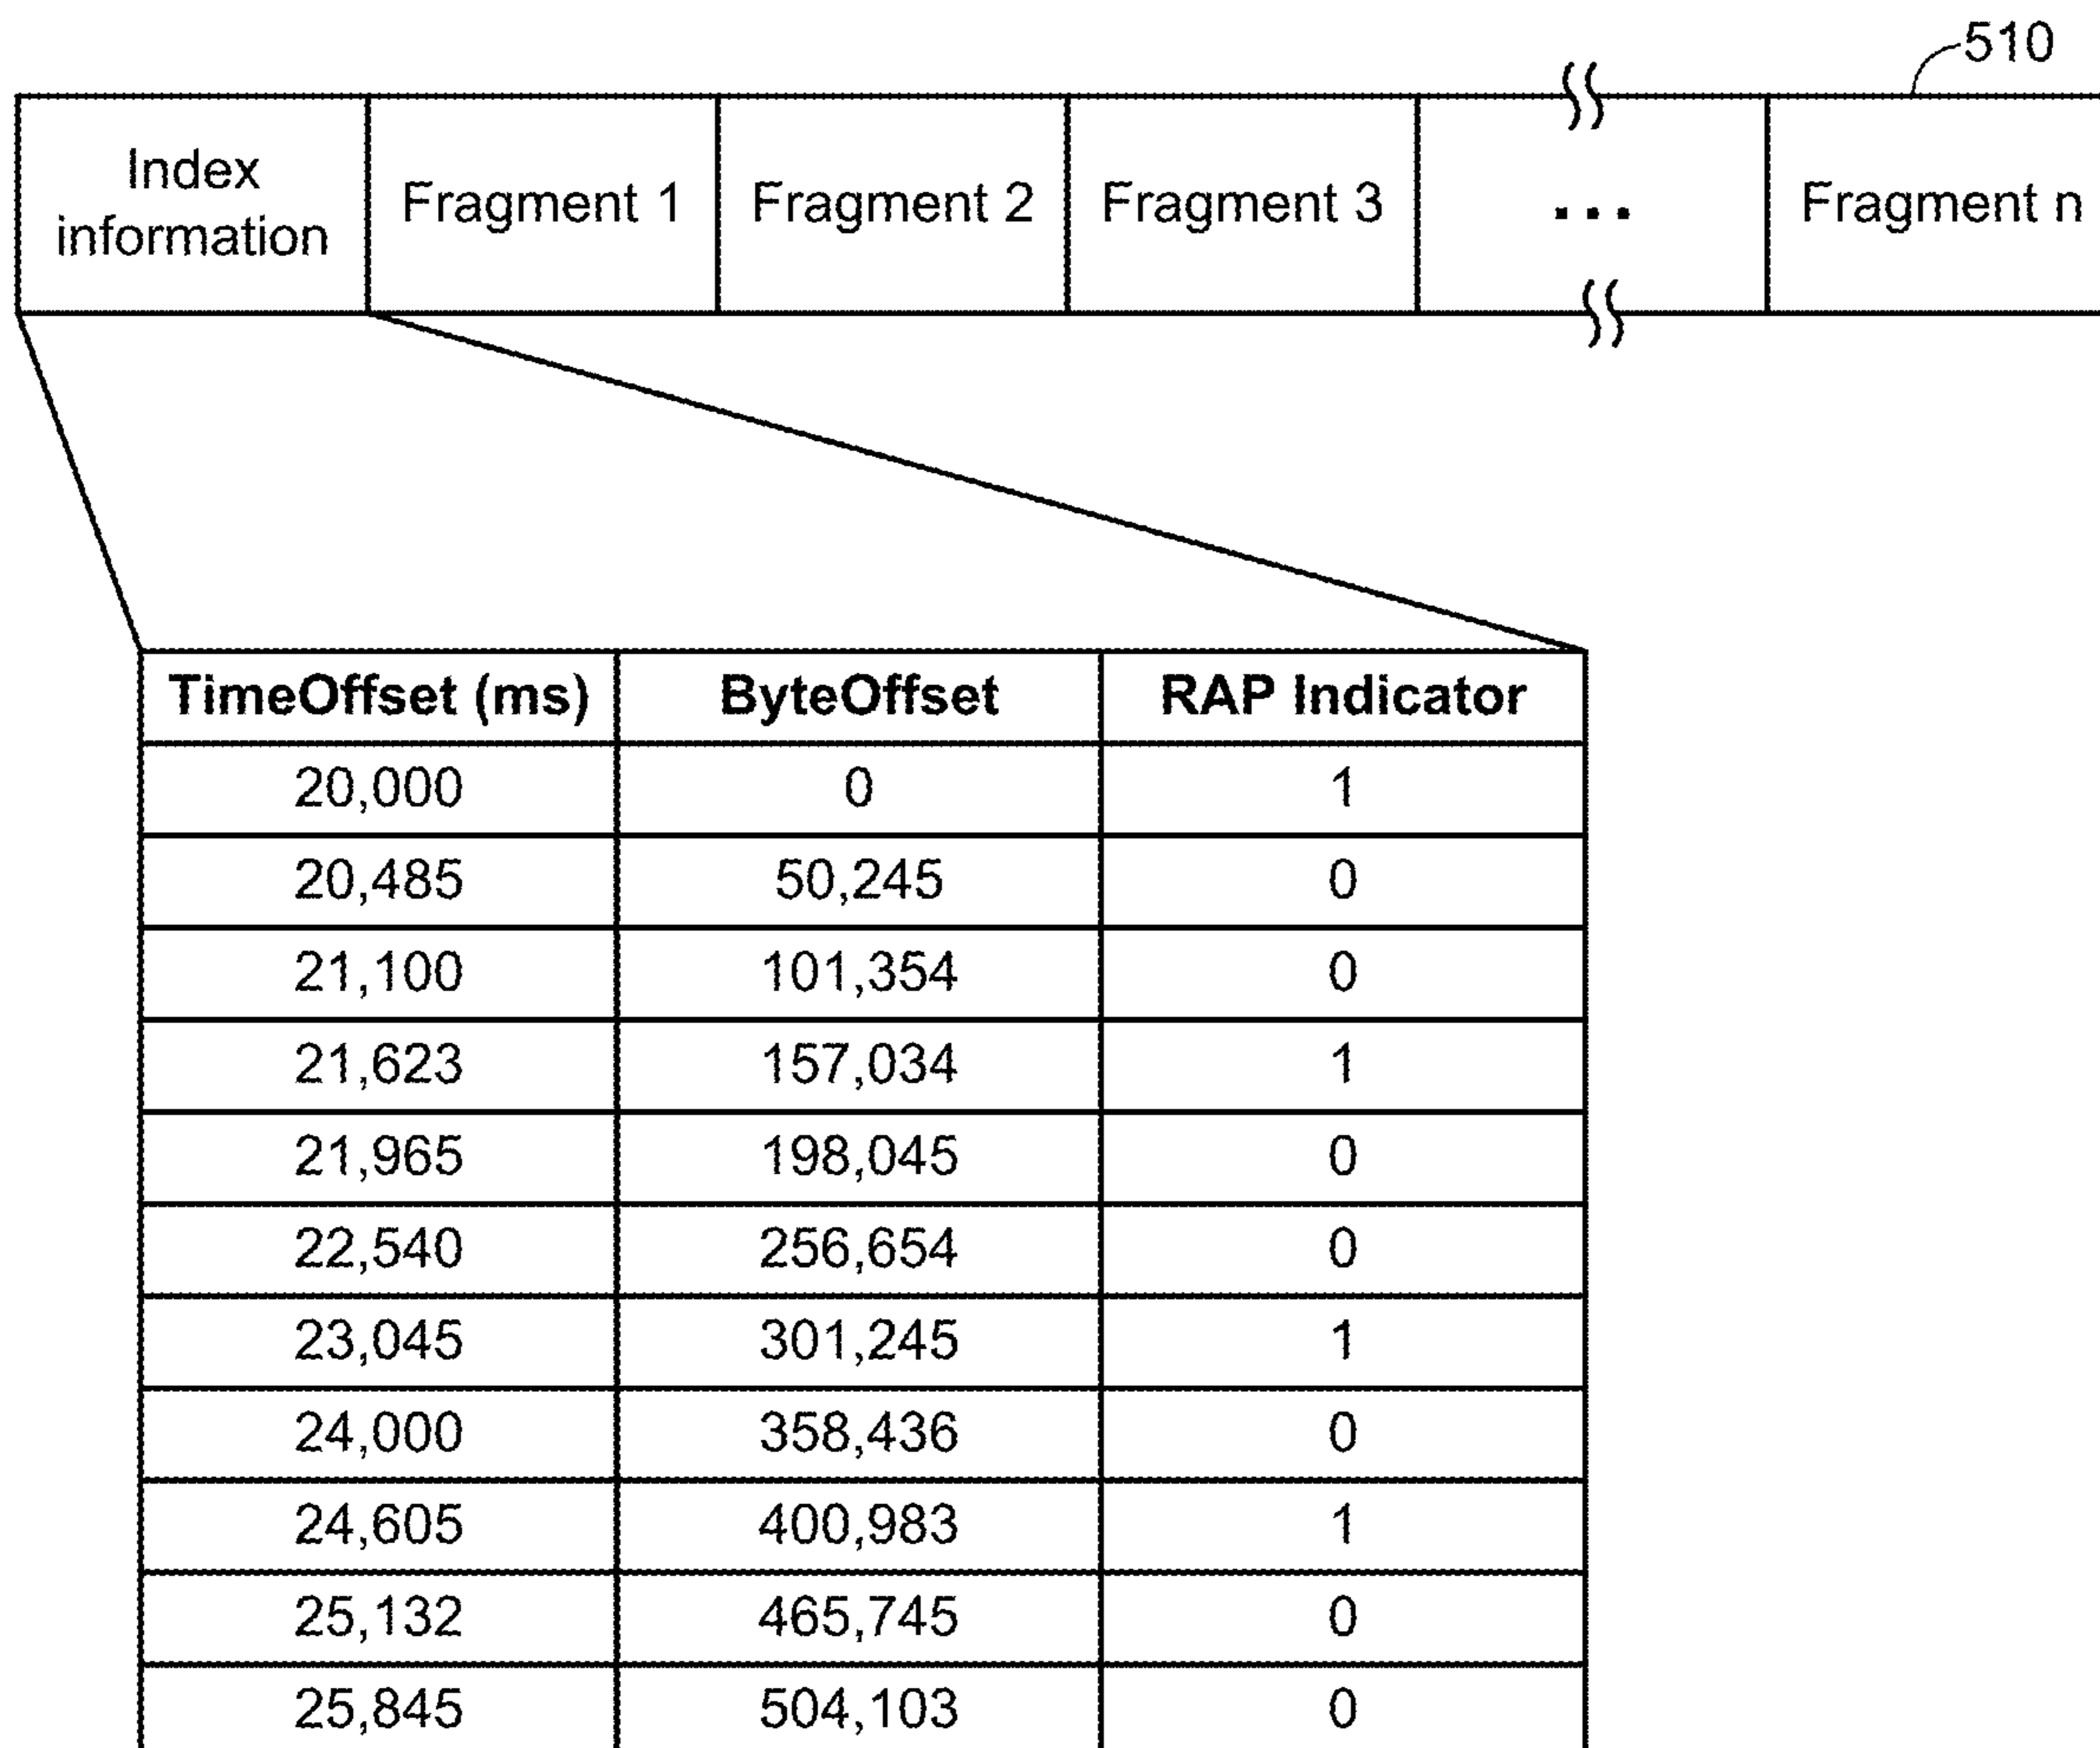 510
Index
information
Fragment 1
Fragment 2
Fragment 3
...
Fragment n
TimeOffset (ms) ByteOffset RAP Indicator
20,000 0 1
20,485 50,245 0
21,100 101,354 0
21,623 157,034 1
21,965 198,045 0
22,540 256,654 0
23,045 301,245 1
24,000 358,436 0
24,605 400,983 1
25,132 465,745 0
25,845 504,103 0